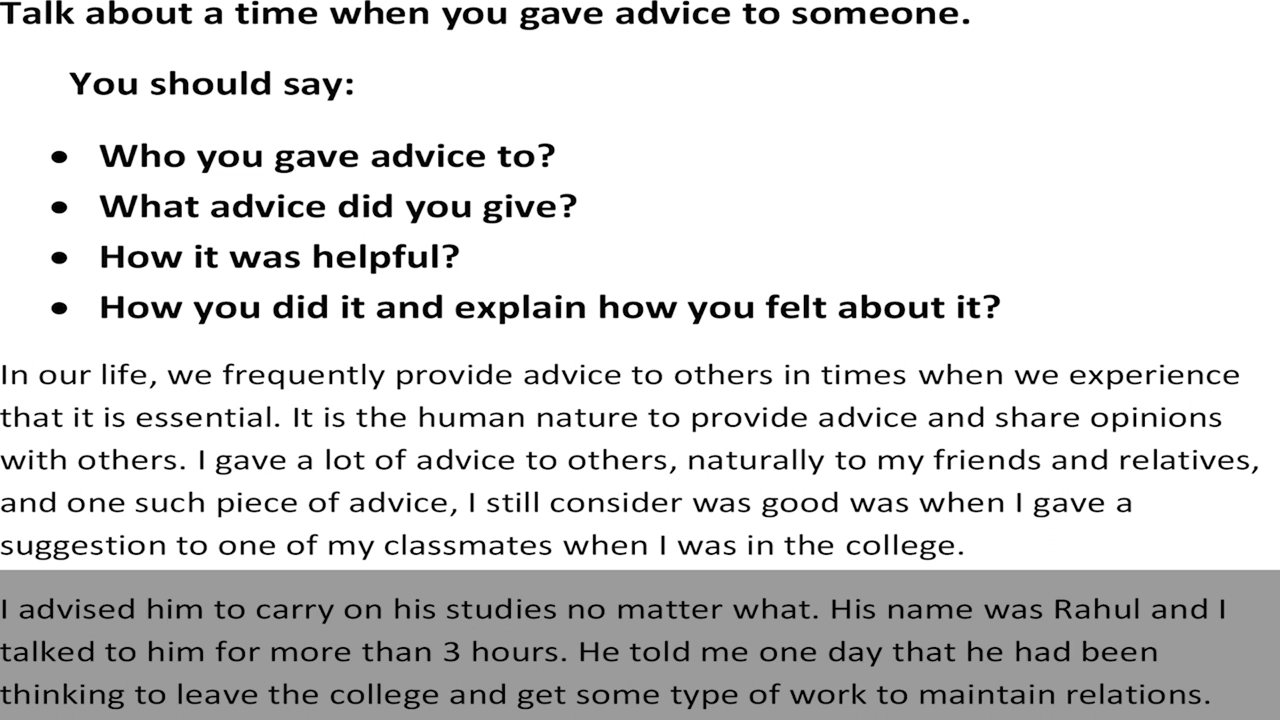 Talk about a time when you gave advice to someone.
You should say:
• Who you gave advice to?
• What advice did you give?
• How it was helpful?
• How you did it and explain how you felt about it?
In our life, we frequently provide advice to others in times when we experience
that it is essential. It is the human nature to provide advice and share opinions
with others. I gave a lot of advice to others, naturally to my friends and relatives,
and one such piece of advice, I still consider was good was when I gave a
suggestion to one of my classmates when I was in the college.
I advised him to carry on his studies no matter what. His name was Rahul and I
talked to him for more than 3 hours. He told me one day that he had been
thinking to leave the college and get some type of work to maintain relations.